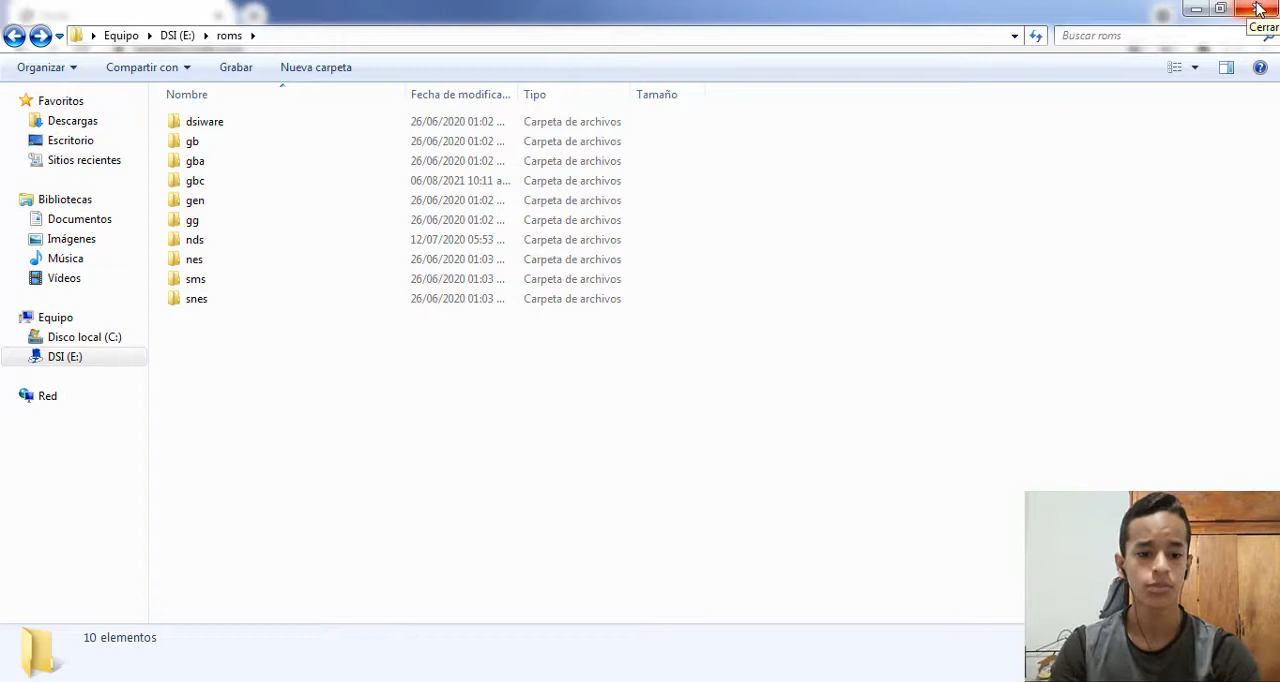 Cerrar
Equipo DSI (E:) roms
Buscar roms
Organizar Compartir con Grabar Nueva carpeta
Nombre Fecha de modifica... Tipo Tamaño
dsiware 26/06/2020 01:02 ... Carpeta de archivos
gb 26/06/2020 01:02 ... Carpeta de archivos
gba 26/06/2020 01:02 ... Carpeta de archivos
gbc 06/08/2021 10:11 a... Carpeta de archivos
gen 26/06/2020 01:02 ... Carpeta de archivos
gg 26/06/2020 01:02 ... Carpeta de archivos
nds 12/07/2020 05:53 ... Carpeta de archivos
nes 26/06/2020 01:03 ... Carpeta de archivos
sms 26/06/2020 01:03 ... Carpeta de archivos
snes 26/06/2020 01:03 ... Carpeta de archivos
Favoritos
Descargas
Escritorio
Sitios recientes
Bibliotecas
Documentos
Imágenes
Música
Vídeos
Equipo
Disco local (C:)
DSI (E:)
Red
10 elementos